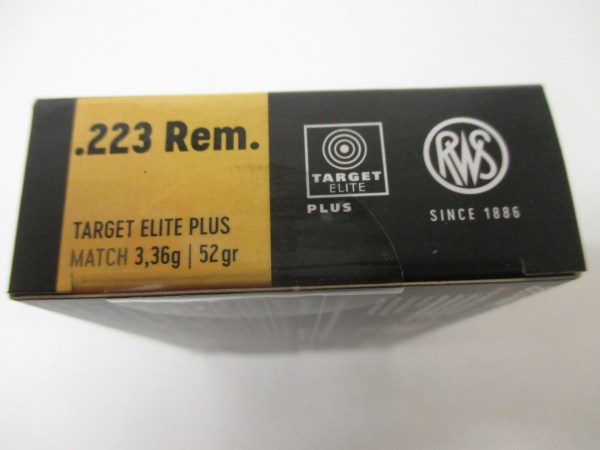 .223 Rem.
TARGET ELITE PLUS
MATCH 3,36g | 52gr
TARGET
ELITE
PLUS
RWS
SINCE 1886